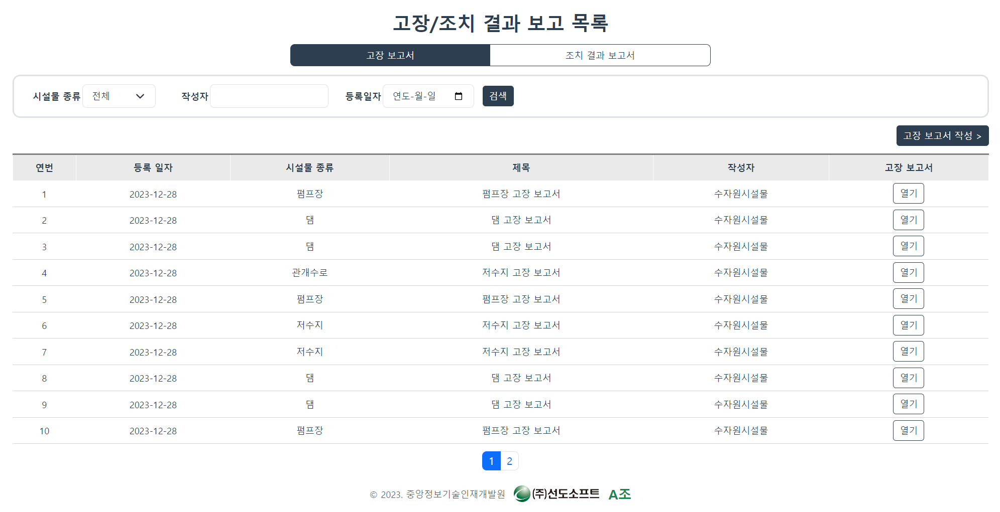 고장/조치 결과 보고 목록
고장 보고서 조치 결과 보고서
시설물 종류 전체 작성자 등록일자 연도-월-일 검색
고장 보고서 작성 >
연번 등록 일자 시설물 종류 제목 작성자 고장 보고서
1 2023-12-28 펌프장 펌프장 고장 보고서 수자원시설물 열기
2 2023-12-28 댐 댐 고장 보고서 수자원시설물 열기
3 2023-12-28 댐 댐 고장 보고서 수자원시설물 열기
4 2023-12-28 관개수로 저수지 고장 보고서 수자원시설물 열기
5 2023-12-28 펌프장 펌프장 고장 보고서 수자원시설물 열기
6 2023-12-28 저수지 저수지 고장 보고서 수자원시설물 열기
7 2023-12-28 저수지 저수지 고장 보고서 수자원시설물 열기
8 2023-12-28 댐 댐 고장 보고서 수자원시설물 열기
9 2023-12-28 댐 댐 고장 보고서 수자원시설물 열기
10 2023-12-28 펌프장 펌프장 고장 보고서 수자원시설물 열기
1 2
© 2023. 중앙정보기술인재개발원 (주)선도소프트 A조